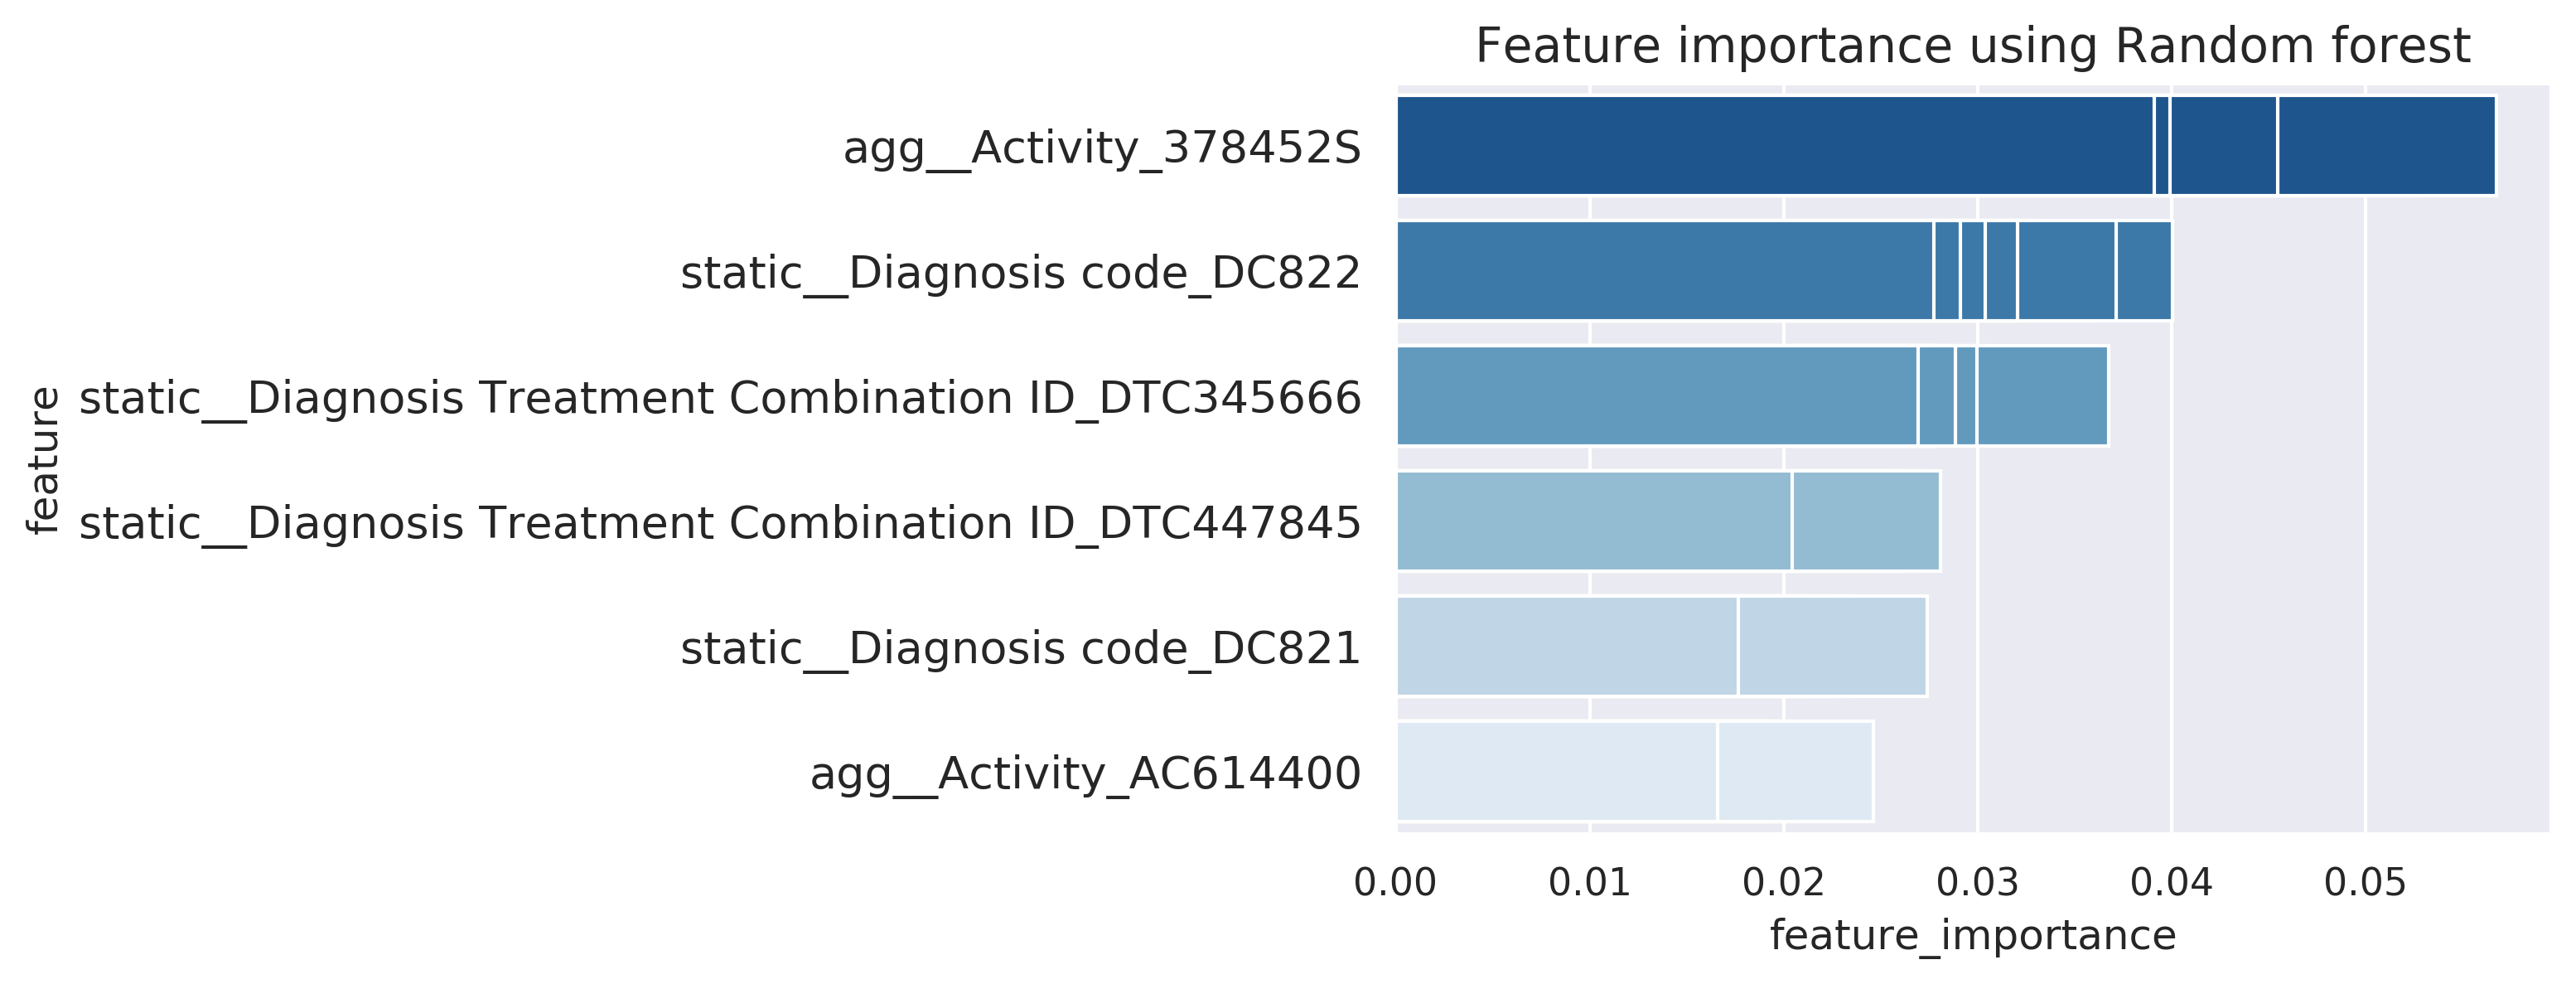 Feature importance using Random forest
feature
agg__Activity_378452S
static__Diagnosis code_DC822
static__Diagnosis Treatment Combination ID_DTC345666
static__Diagnosis Treatment Combination ID_DTC447845
static__Diagnosis code_DC821
agg__Activity_AC614400
0.00 0.01 0.02 0.03 0.04 0.05
feature_importance